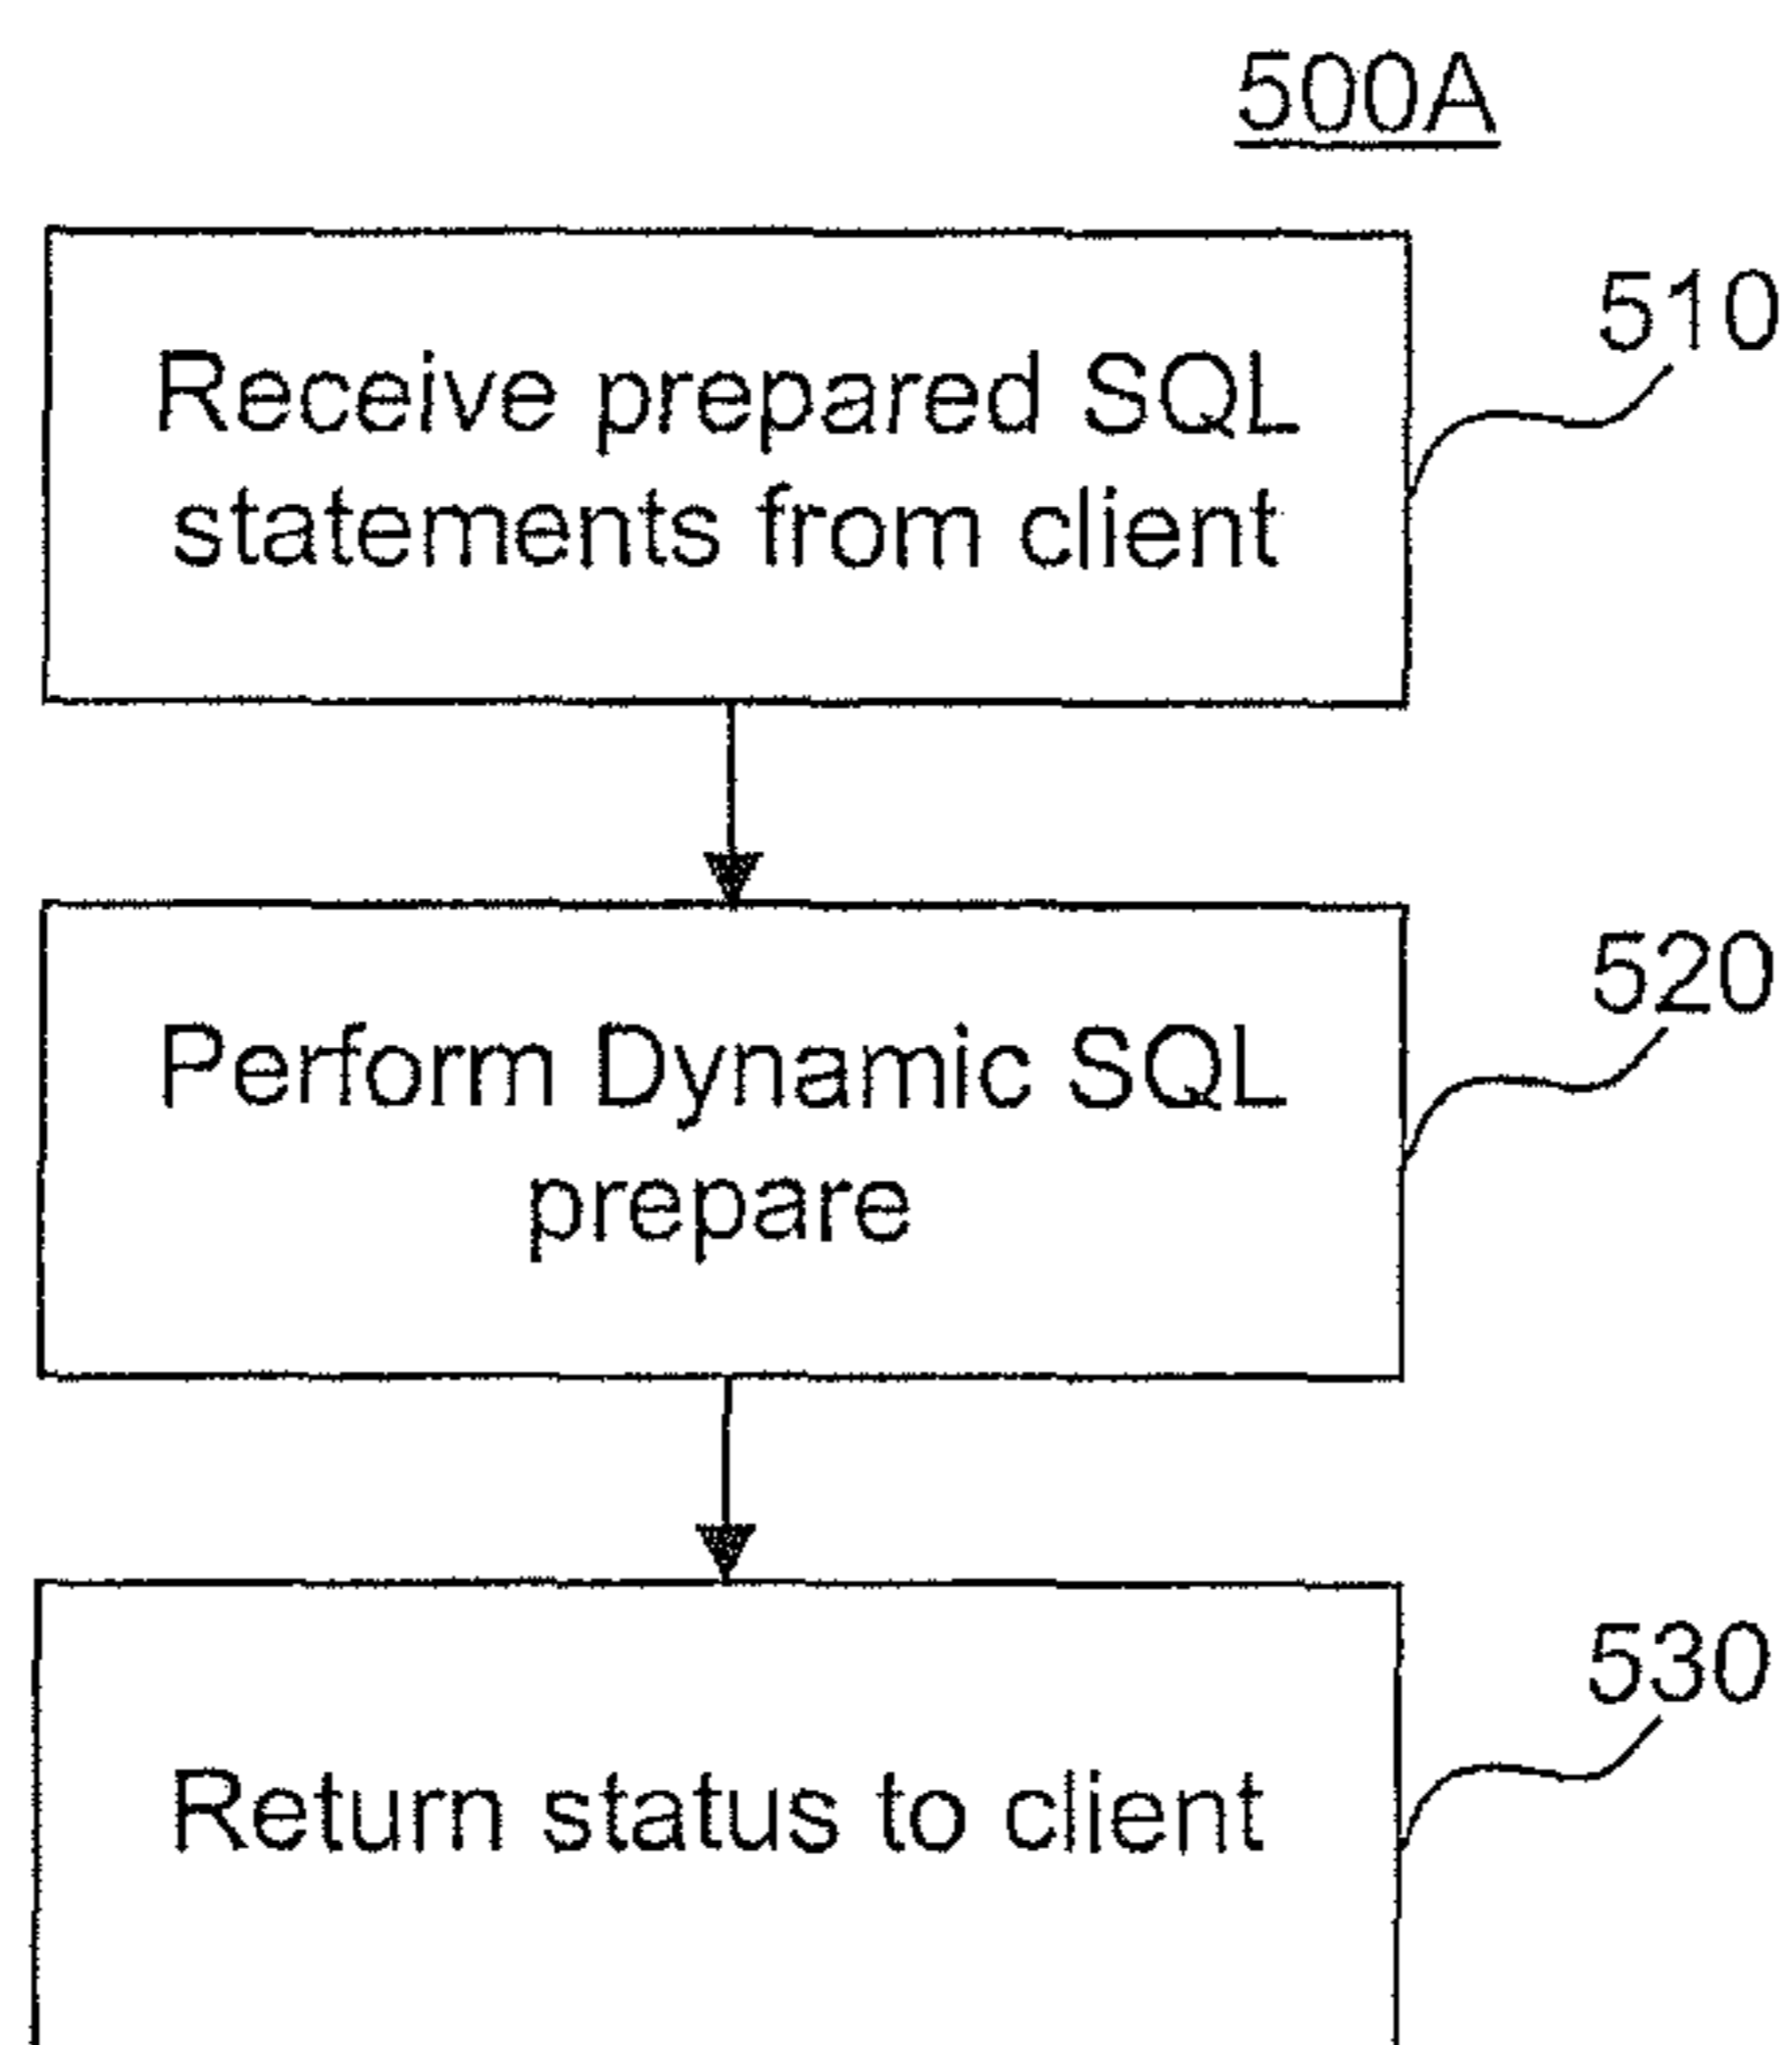 500A
Receive prepared SQL
statements from client
510
Perform Dynamic SQL
prepare
520
Return status to client
530